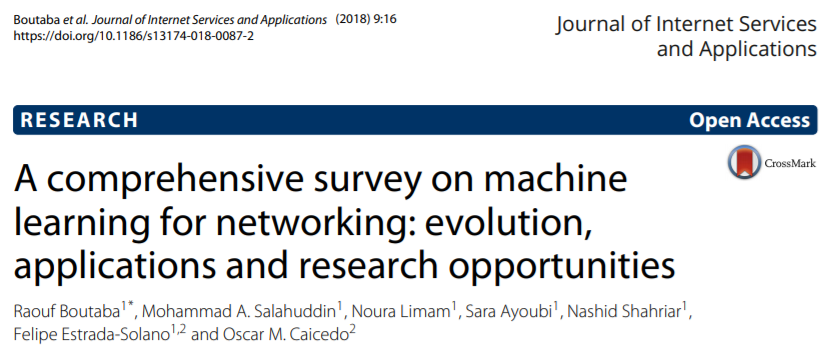 Boutaba et al. Journal of Internet Services and Applications (2018) 9:16
https://doi.org/10.1186/s13174-018-0087-2
Journal of Internet Services
and Applications
RESEARCH
Open Access
CrossMark
A comprehensive survey on machine
learning for networking: evolution,
applications and research opportunities
Raouf Boutaba1*, Mohammad A. Salahuddin1, Noura Limam1, Sara Ayoubi1, Nashid Shahriar1,
Felipe Estrada-Solano1,2 and Oscar M. Caicedo2